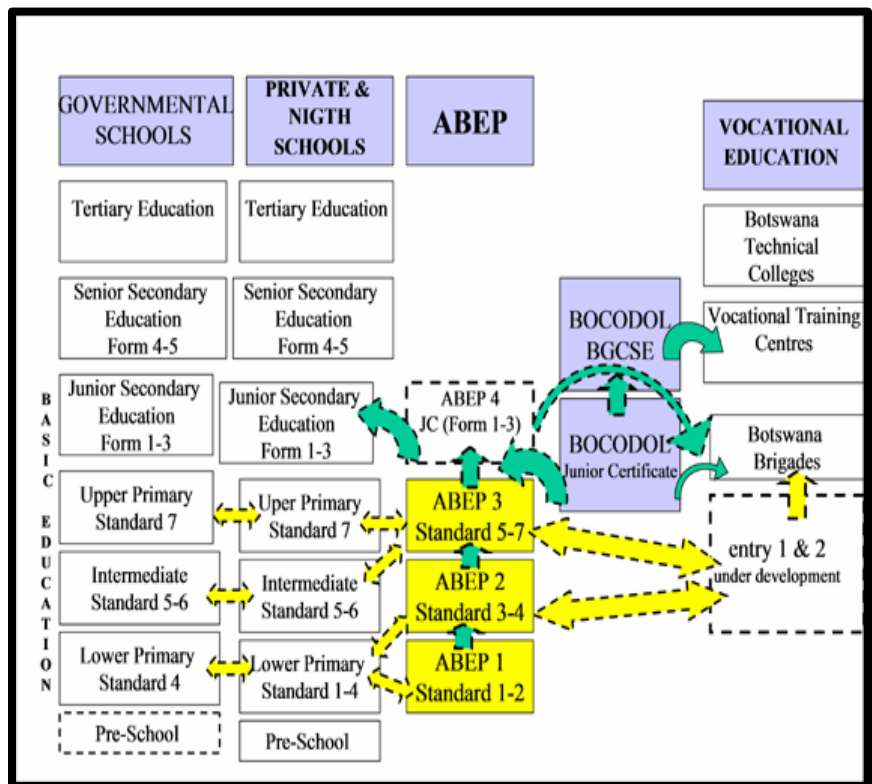 GOVERNMENTAL
SCHOOLS
Tertiary Education
Senior Secondary
Education
Form 4-5
Junior Secondary
Education
Form 1-3
Upper Primary
Standard 7
Intermediate
Standard 5-6
Lower Primary
Standard 4
Pre-School
BASIC EDUCATION
PRIVATE &
NIGTH
SCHOOLS
Tertiary Education
Senior Secondary
Education
Form 4-5
Junior Secondary
Education
Form 1-3
Uper Primary
Standard 7
Intermediate
Standard 5-6
Lower Primary
Standard 1-4
Pre-School
ABEP
ABEP 4
JC (Form 1-3)
ABEP 3
Standard 5-7
ABEP 2
Standard 3-4
ABEP 1
Standard 1-2
BOCODOL
BGCSE
BOCODOL
Junior Certificate
VOCATIONAL
EDUCATION
Botswana
Technical
Colleges
Vocational Training
Centres
Botswana
Brigades
entry 1 & 2
under development